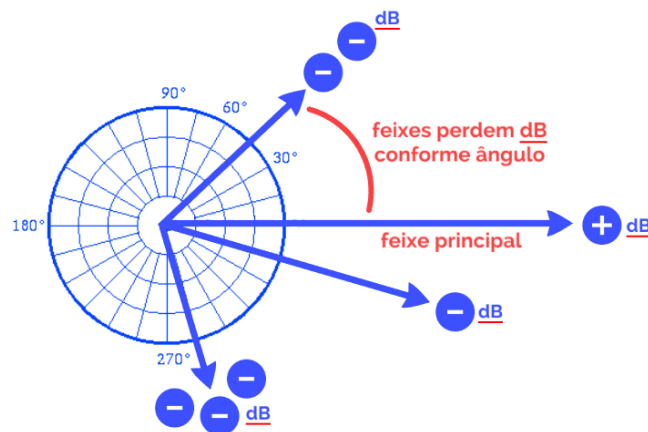 dB
90°
60°
feixes perdem dB
conforme ângulo
30°
180°
+ dB
feixe principal
− dB
270°
dB